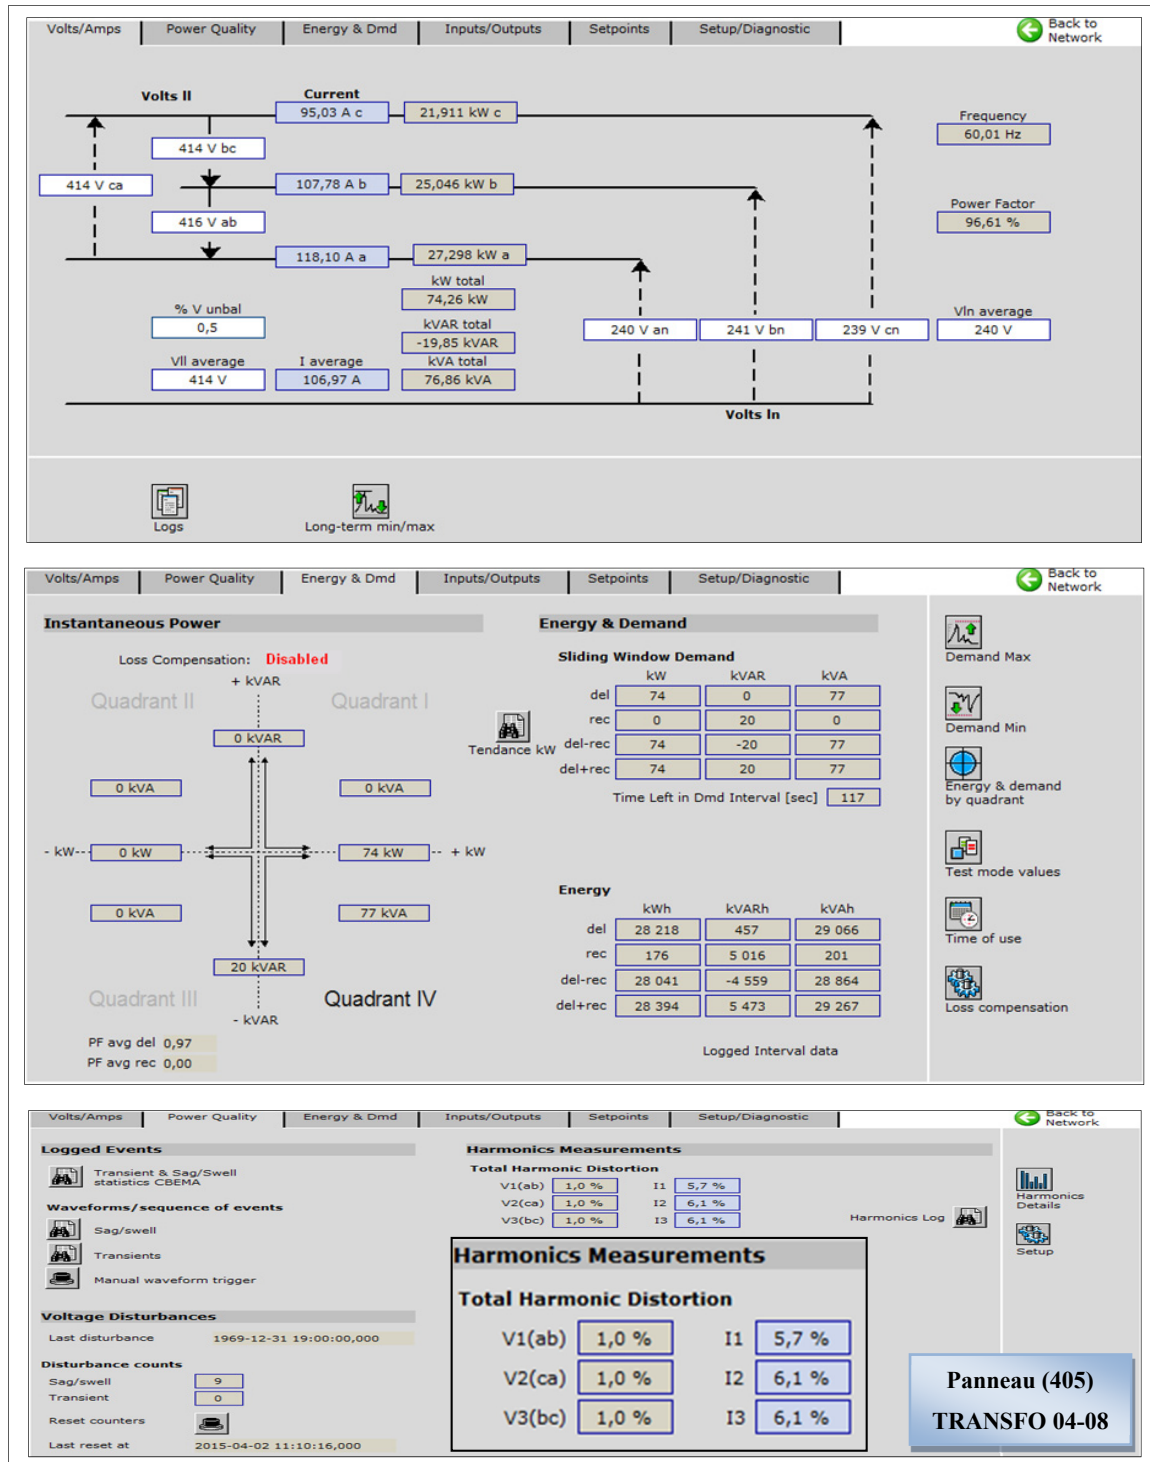 Volts/Amps Power Quality Energy & Dmd Inputs/Outputs Setpoints Setup/Diagnostic Back to Network
Volts ll Current
95,03 A c 21,911 kW c
Frequency
60,01 Hz
414 V bc
414 V ca
107,78 A b 25,046 kW b
Power Factor
96,61 %
416 V ab
118,10 A a 27,298 kW a
kW total
74,26 kW
% V unbal
0,5
kVAR total
-19,85 kVAR
240 V an 241 V bn 239 V cn
Vln average
240 V
Vll average I average kVA total
414 V 106,97 A 76,86 kVA
Volts ln
Logs Long-term min/max
Volts/Amps Power Quality Energy & Dmd Inputs/Outputs Setpoints Setup/Diagnostic Back to Network
Instantaneous Power
Loss Compensation: Disabled
+ kVAR
Quadrant II Quadrant I
0 kVAR
0 kVA 0 kVA
- kW 0 kW 74 kW + kW
0 kVA 77 kVA
20 kVAR
Quadrant III Quadrant IV
- kVAR
PF avg del 0,97
PF avg rec 0,00
Tendance kW
Energy & Demand
Sliding Window Demand
kW kVAR kVA
del 74 0 77
rec 0 20 0
del-rec 74 -20 77
del+rec 74 20 77
Time Left in Dmd Interval [sec] 117
Energy
kWh kVARh kVAh
del 28 218 457 29 066
rec 176 5 016 201
del-rec 28 041 -4 559 28 864
del+rec 28 394 5 473 29 267
Logged Interval data
Demand Max
Demand Min
Energy & demand
by quadrant
Test mode values
Time of use
Loss compensation
Volts/Amps Power Quality Energy & Dmd Inputs/Outputs Setpoints Setup/Diagnostic Back to Network
Logged Events
Transient & Sag/Swell
statistics CBEMA
Waveforms/sequence of events
Sag/swell
Transients
Manual waveform trigger
Voltage Disturbances
Last disturbance 1969-12-31 19:00:00,000
Disturbance counts
Sag/swell 9
Transient 0
Reset counters
Last reset at 2015-04-02 11:10:16,000
Harmonics Measurements
Total Harmonic Distortion
V1(ab) 1,0 % I1 5,7 %
V2(ca) 1,0 % I2 6,1 %
V3(bc) 1,0 % I3 6,1 %
Harmonics Log
Harmonics
Details
Setup
Harmonics Measurements
Total Harmonic Distortion
V1(ab) 1,0 % I1 5,7 %
V2(ca) 1,0 % I2 6,1 %
V3(bc) 1,0 % I3 6,1 %
Panneau (405)
TRANSFO 04-08